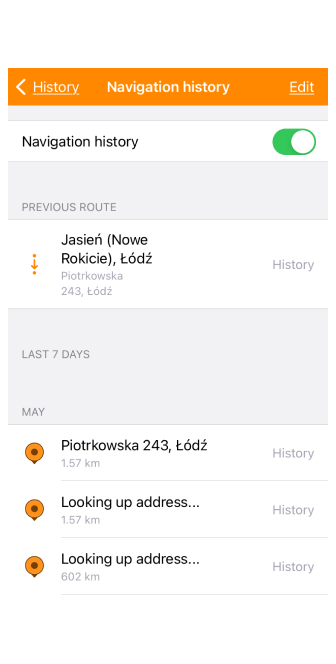 History
Navigation history
Edit
Navigation history
PREVIOUS ROUTE
Jasień (Nowe
Rokicie), Łódź
Piotrkowska
243, Łódź
History
LAST 7 DAYS
MAY
Piotrkowska 243, Łódź
1.57 km
History
Looking up address...
1.57 km
History
Looking up address...
602 km
History